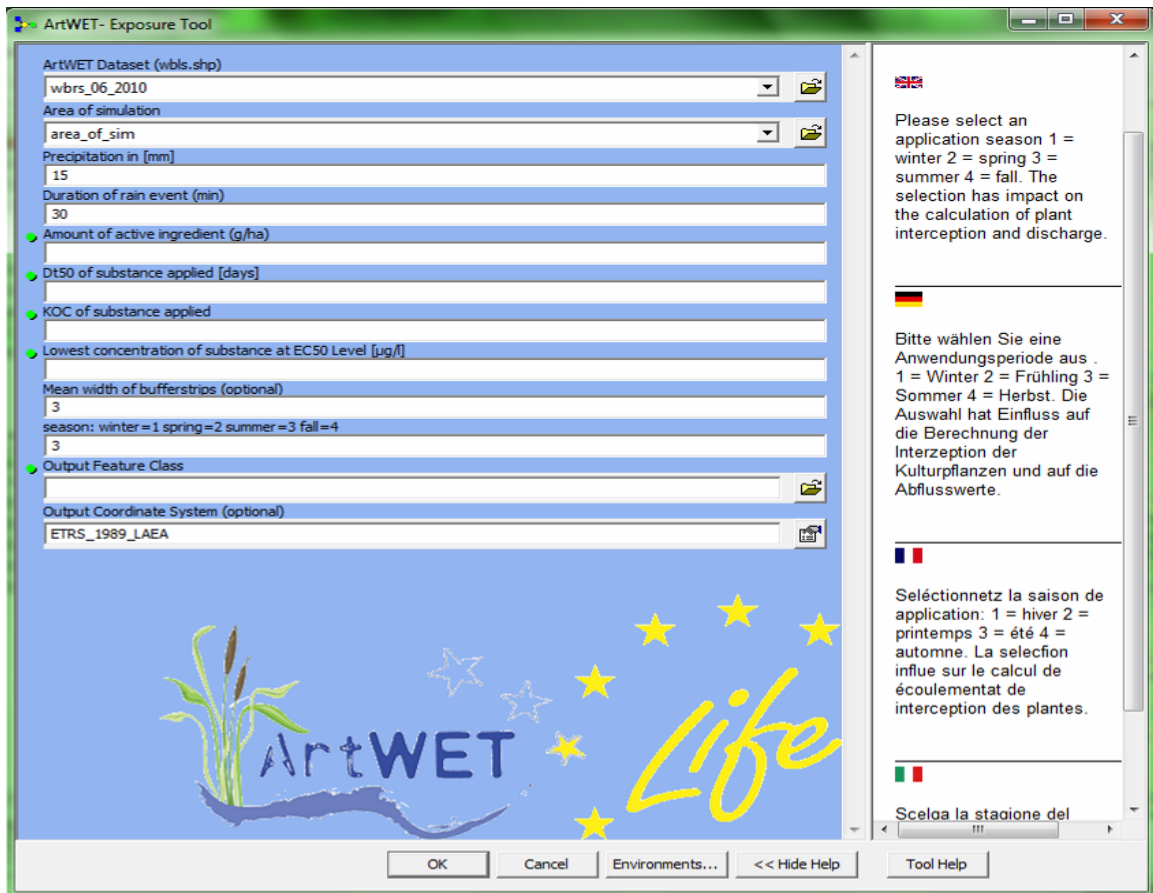 ArtWET- Exposure Tool
ArtWET Dataset (wbls.shp)
wbrs_06_2010
Area of simulation
area_of_sim
Precipitation in [mm]
15
Duration of rain event (min)
30
Amount of active ingredient (g/ha)
Dt50 of substance applied [days]
KOC of substance applied
Lowest concentration of substance at EC50 Level [µg/l]
Mean width of bufferstrips (optional)
3
season: winter=1 spring=2 summer=3 fall=4
3
Output Feature Class
Output Coordinate System (optional)
ETRS_1989_LAEA
ArtWET
Life
Please select an
application season 1 =
winter 2 = spring 3 =
summer 4 = fall. The
selection has impact on
the calculation of plant
interception and discharge.
Bitte wählen Sie eine
Anwendungsperiode aus .
1 = Winter 2 = Frühling 3 =
Sommer 4 = Herbst. Die
Auswahl hat Einfluss auf
die Berechnung der
Interzeption der
Kulturpflanzen und auf die
Abflusswerte.
Seléctionnetz la saison de
application: 1 = hiver 2 =
printemps 3 = été 4 =
automne. La selecfion
influe sur le calcul de
écoulementat de
interception des plantes.
Scelga la stagione del
OK
Cancel
Environments...
<< Hide Help
Tool Help